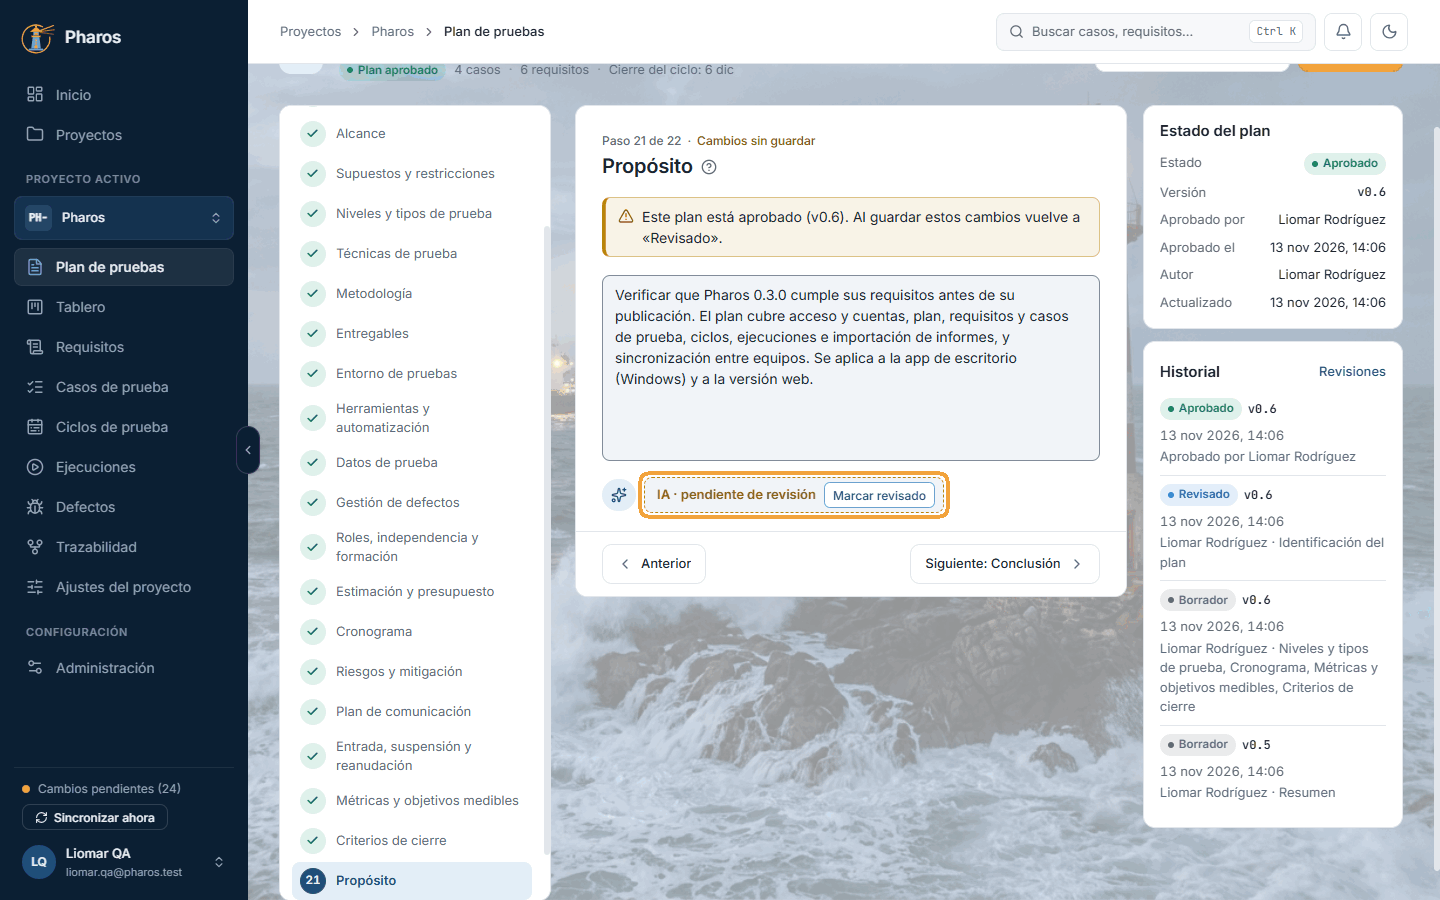 Pharos
Inicio
Proyectos
PROYECTO ACTIVO
PH-
Pharos
Plan de pruebas
Tablero
Requisitos
Casos de prueba
Ciclos de prueba
Ejecuciones
Defectos
Trazabilidad
Ajustes del proyecto
CONFIGURACIÓN
Administración
Cambios pendientes (24)
Sincronizar ahora
LQ
Liomar QA
liomar.qa@pharos.test
Proyectos
Pharos
Plan de pruebas
Buscar casos, requisitos...
Ctrl K
Plan aprobado
4 casos · 6 requisitos · Cierre del ciclo: 6 dic
Alcance
Supuestos y restricciones
Niveles y tipos de prueba
Técnicas de prueba
Metodología
Entregables
Entorno de pruebas
Herramientas y
automatización
Datos de prueba
Gestión de defectos
Roles, independencia y
formación
Estimación y presupuesto
Cronograma
Riesgos y mitigación
Plan de comunicación
Entrada, suspensión y
reanudación
Métricas y objetivos medibles
Criterios de cierre
21
Propósito
Paso 21 de 22 · Cambios sin guardar
Propósito
Este plan está aprobado (v0.6). Al guardar estos cambios vuelve a
«Revisado».
Verificar que Pharos 0.3.0 cumple sus requisitos antes de su
publicación. El plan cubre acceso y cuentas, plan, requisitos y casos
de prueba, ciclos, ejecuciones e importación de informes, y
sincronización entre equipos. Se aplica a la app de escritorio
(Windows) y a la versión web.
IA · pendiente de revisión
Marcar revisado
Anterior
Siguiente: Conclusión
Estado del plan
Estado
Aprobado
Versión
v0.6
Aprobado por
Liomar Rodríguez
Aprobado el
13 nov 2026, 14:06
Autor
Liomar Rodríguez
Actualizado
13 nov 2026, 14:06
Historial
Revisiones
Aprobado v0.6
13 nov 2026, 14:06
Aprobado por Liomar Rodríguez
Revisado v0.6
13 nov 2026, 14:06
Liomar Rodríguez · Identificación del
plan
Borrador v0.6
13 nov 2026, 14:06
Liomar Rodríguez · Niveles y tipos
de prueba, Cronograma, Métricas y
objetivos medibles, Criterios de
cierre
Borrador v0.5
13 nov 2026, 14:06
Liomar Rodríguez · Resumen